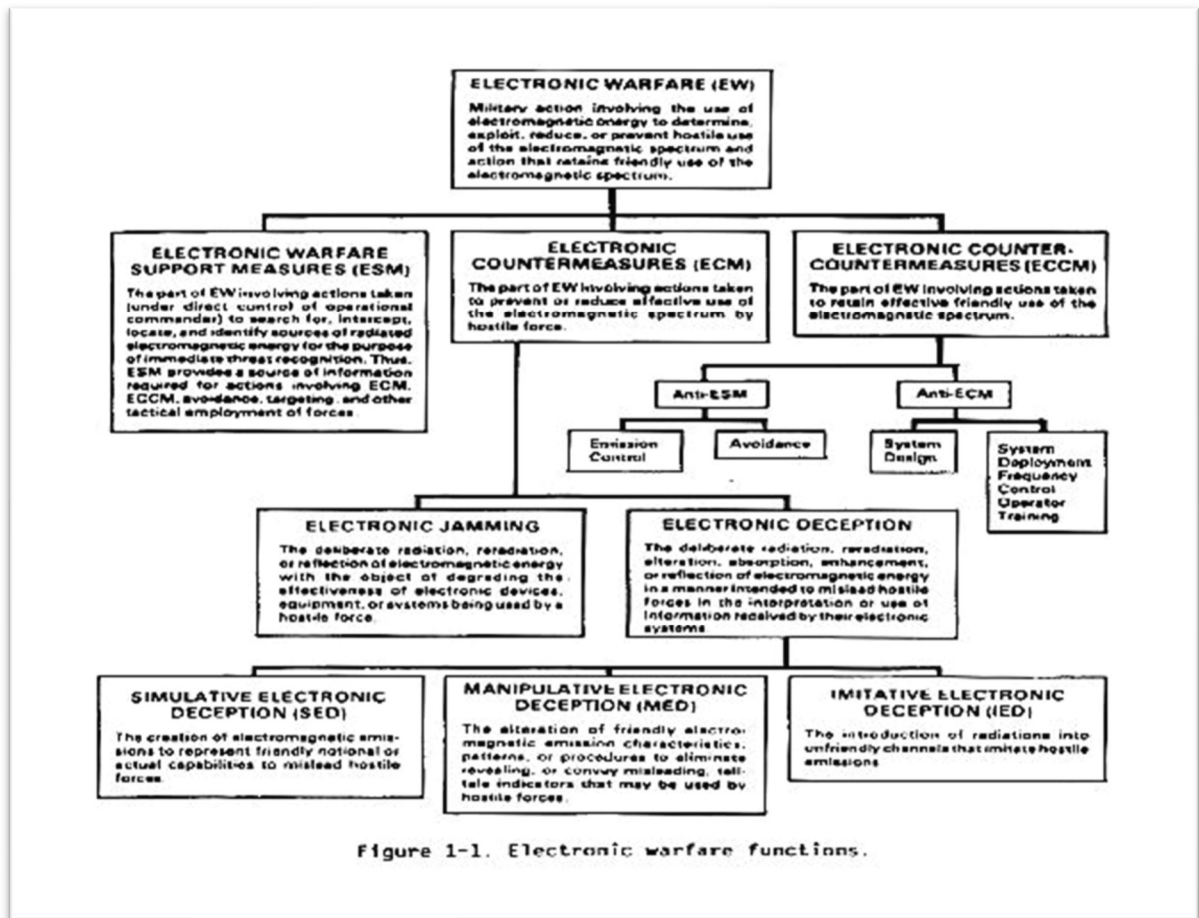 ELECTRONIC WARFARE (EW)
Military action involving the use of
electromagnetic energy to determine,
exploit, reduce, or prevent hostile use
of the electromagnetic spectrum and
action that retains friendly use of the
electromagnetic spectrum.
ELECTRONIC WARFARE
SUPPORT MEASURES (ESM)
The part of EW involving actions taken
(under direct control of operational
commander) to search for, intercept,
locate, and identify sources of radiated
electromagnetic energy for the purpose
of immediate threat recognition. Thus,
ESM provides a source of information
required for actions involving ECM,
ECCM, avoidance, targeting, and other
tactical employment of forces.
ELECTRONIC
COUNTERMEASURES (ECM)
The part of EW involving actions taken
to prevent or reduce effective use of
the electromagnetic spectrum by
hostile force.
ELECTRONIC COUNTER-
COUNTERMEASURES (ECCM)
The part of EW involving actions taken
to retain effective friendly use of the
electromagnetic spectrum.
Anti-ESM
Anti-ECM
Emission
Control
Avoidance
System
Design
System
Deployment
Frequency
Control
Operator
Training
ELECTRONIC JAMMING
The deliberate radiation, reradiation,
or reflection of electromagnetic energy
with the object of degrading the
effectiveness of electronic devices,
equipment, or systems being used by a
hostile force.
ELECTRONIC DECEPTION
The deliberate radiation, reradiation,
alteration, absorption, enhancement,
or reflection of electromagnetic energy
in a manner intended to mislead hostile
forces in the interpretation or use of
information received by their electronic
systems.
SIMULATIVE ELECTRONIC
DECEPTION (SED)
The creation of electromagnetic emis-
sions to represent friendly notional or
actual capabilities to mislead hostile
forces.
MANIPULATIVE ELECTRONIC
DECEPTION (MED)
The alteration of friendly electro-
magnetic emission characteristics,
patterns, or procedures to eliminate
revealing, or convey misleading, tell-
tale indicators that may be used by
hostile forces.
IMITATIVE ELECTRONIC
DECEPTION (IED)
The introduction of radiations into
unfriendly channels that imitate hostile
emissions
Figure 1-1. Electronic warfare functions.